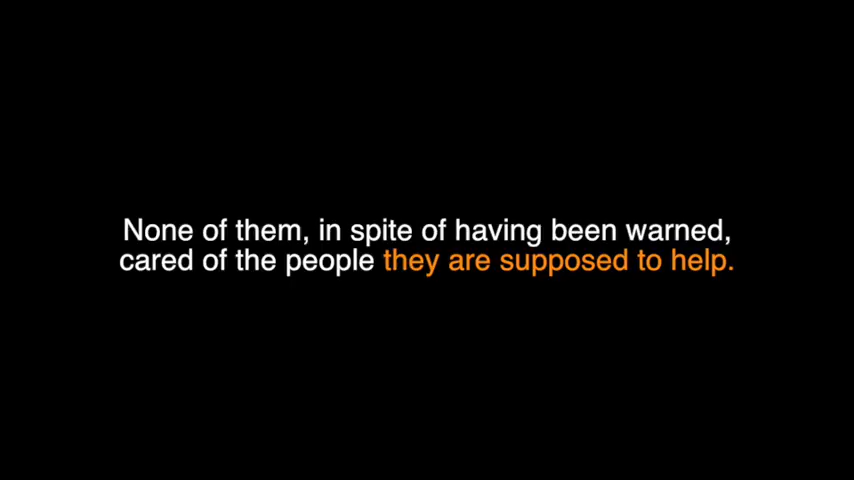 None of them, in spite of having been warned,
cared of the people they are supposed to help.